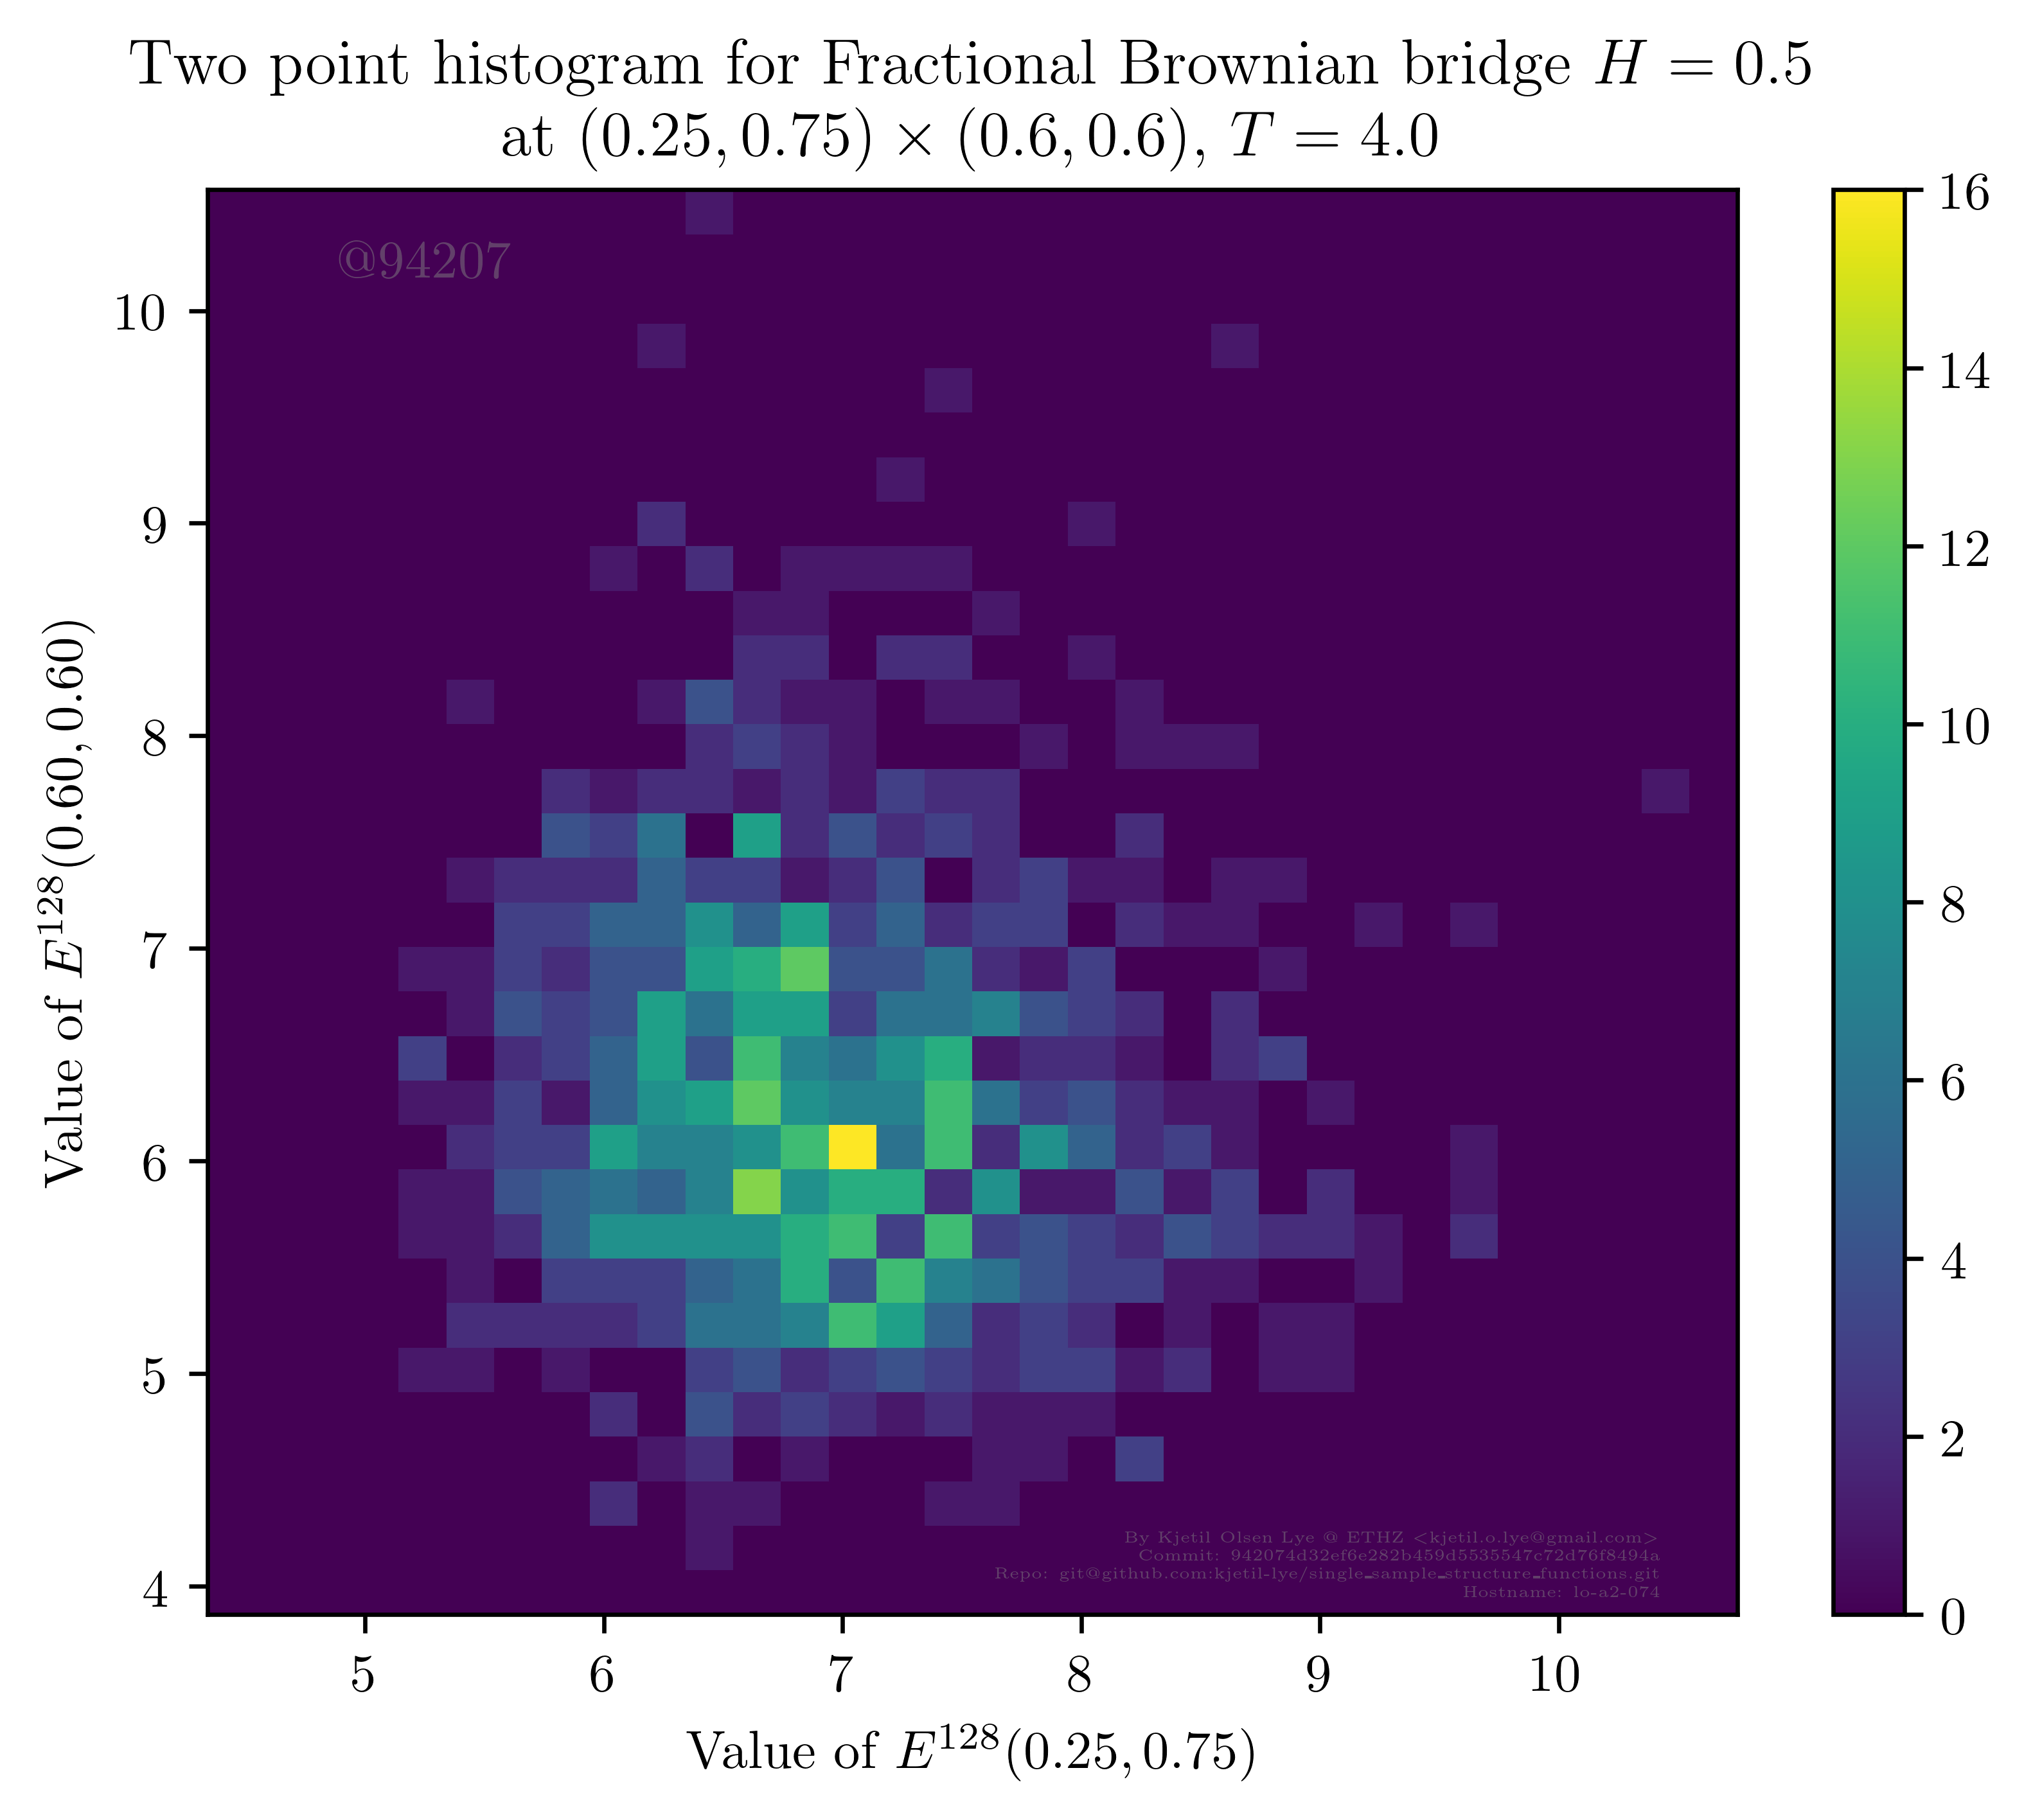 Two point histogram for Fractional Brownian bridge H = 0.5
at (0.25, 0.75) × (0.6, 0.6), T = 4.0
@94207
16
14
12
10
8
6
4
2
0
10
9
8
7
6
5
4
Value of E¹²⁸(0.60, 0.60)
5 6 7 8 9 10
Value of E¹²⁸(0.25, 0.75)
By Kjetil Olsen Lye @ ETHZ <kjetil.o.lye@gmail.com>
Commit: 942074d32ef6e282b459d5535547c72d76f8494a
Repo: git@github.com:kjetil-lye/single_sample_structure_functions.git
Hostname: lo-a2-074